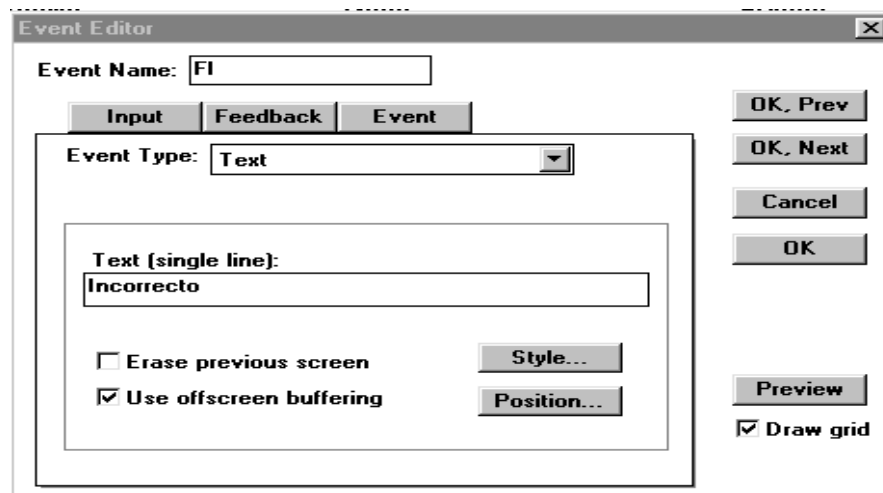 Event Editor
Event Name: FI
Input Feedback Event
Event Type: Text
Text (single line):
Incorrecto
Erase previous screen
Use offscreen buffering
Style...
Position...
OK, Prev
OK, Next
Cancel
OK
Preview
Draw grid